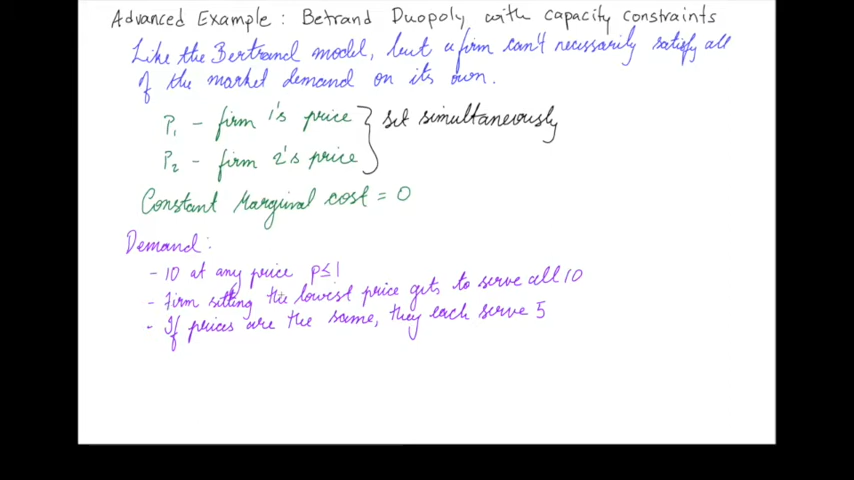 Advanced Example: Betrand Duopoly with capacity constraints
Like the Bertrand model, but a firm can't necessarily satisfy all
of the market demand on its own.
P₁ - firm 1's price } set simultaneously
P₂ - firm 2's price
Constant Marginal cost = 0
Demand:
- 10 at any price p≤1
- Firm setting the lowest price gets to serve all 10
- If prices are the same, they each serve 5